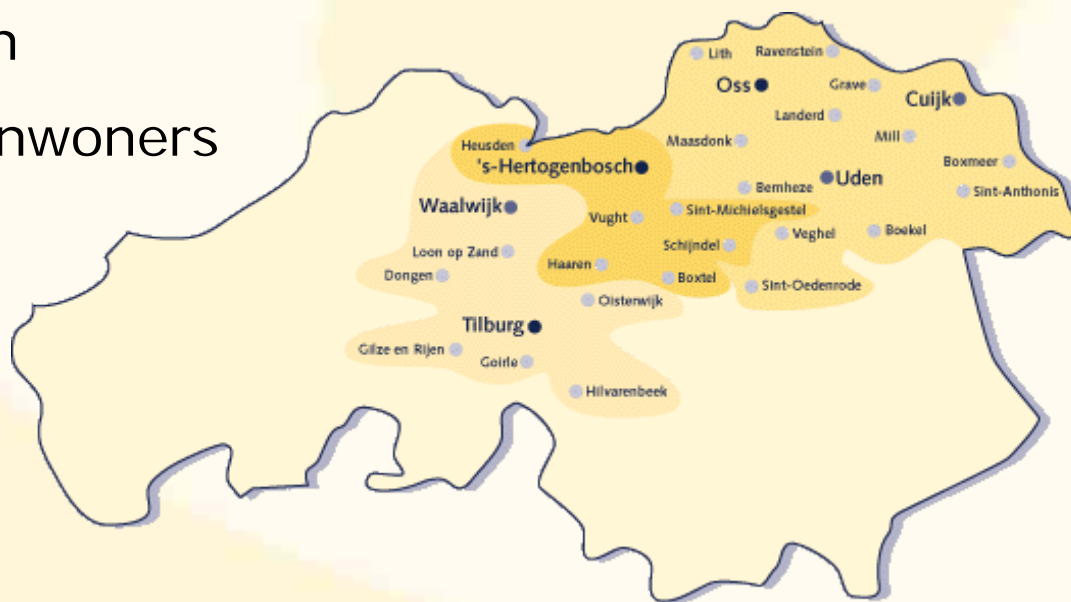 n
nwoners
Lith
Ravenstein
Oss
Grave
Cuijk
Landerd
Heusden
Maasdonk
Mill
's-Hertogenbosch
Boxmeer
Bernheze
Uden
Sint-Anthonis
Waalwijk
Vught
Sint-Michielsgestel
Veghel
Boekel
Loon op Zand
Schijndel
Dongen
Haaren
Boxtel
Sint-Oedenrode
Oisterwijk
Tilburg
Gilze en Rijen
Goirle
Hilvarenbeek